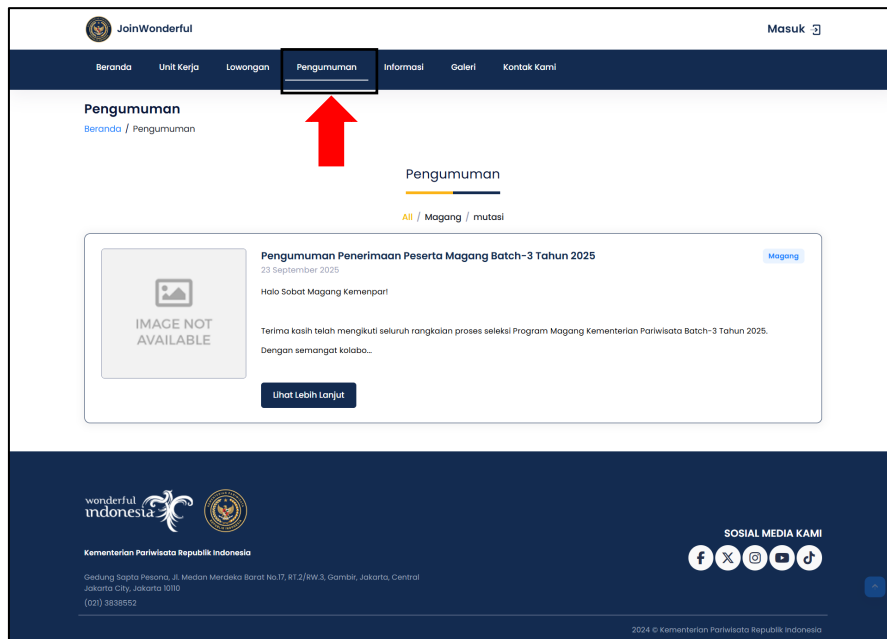 JoinWonderful
Masuk
Beranda Unit Kerja Lowongan Pengumuman Informasi Galeri Kontak Kami
Pengumuman
Beranda / Pengumuman
Pengumuman
All / Magang / mutasi
IMAGE NOT
AVAILABLE
Pengumuman Penerimaan Peserta Magang Batch-3 Tahun 2025
Magang
23 September 2025
Halo Sobat Magang Kemenpar!
Terima kasih telah mengikuti seluruh rangkaian proses seleksi Program Magang Kementerian Pariwisata Batch-3 Tahun 2025.
Dengan semangat kolabo...
Lihat Lebih Lanjut
wonderful
indonesia
SOSIAL MEDIA KAMI
Kementerian Pariwisata Republik Indonesia
Gedung Sapta Pesona, Jl. Medan Merdeka Barat No.17, RT.2/RW.3, Gambir, Jakarta, Central
Jakarta City, Jakarta 10110
(021) 3838552
2024 © Kementerian Pariwisata Republik Indonesia